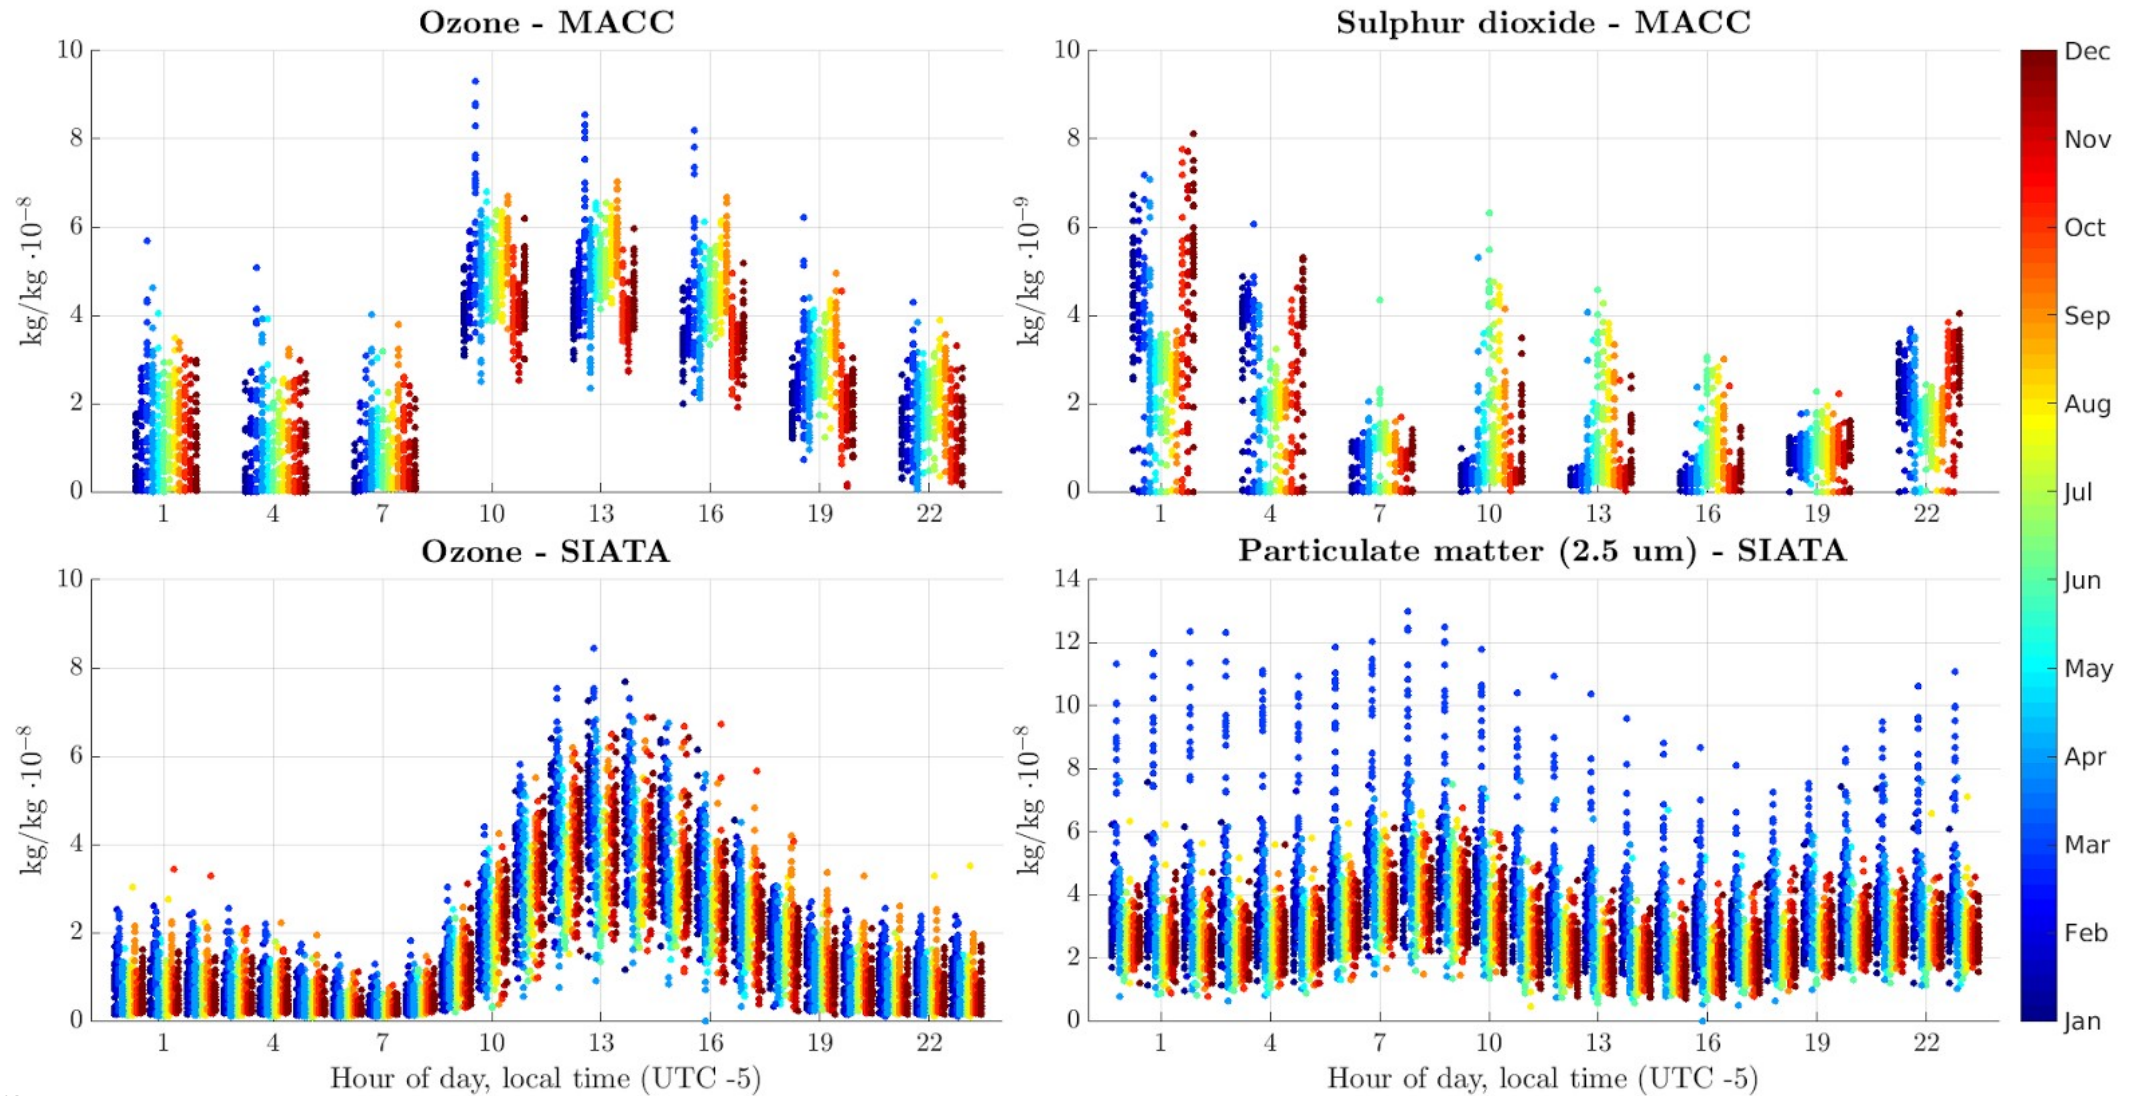 Ozone - MACC
10
8
6
4
2
0
kg/kg ·10⁻⁸
1 4 7 10 13 16 19 22
Sulphur dioxide - MACC
10
8
6
4
2
0
kg/kg ·10⁻⁹
1 4 7 10 13 16 19 22
Ozone - SIATA
10
8
6
4
2
0
kg/kg ·10⁻⁸
1 4 7 10 13 16 19 22
Hour of day, local time (UTC -5)
Particulate matter (2.5 um) - SIATA
14
12
10
8
6
4
2
0
kg/kg ·10⁻⁸
1 4 7 10 13 16 19 22
Hour of day, local time (UTC -5)
Dec
Nov
Oct
Sep
Aug
Jul
Jun
May
Apr
Mar
Feb
Jan